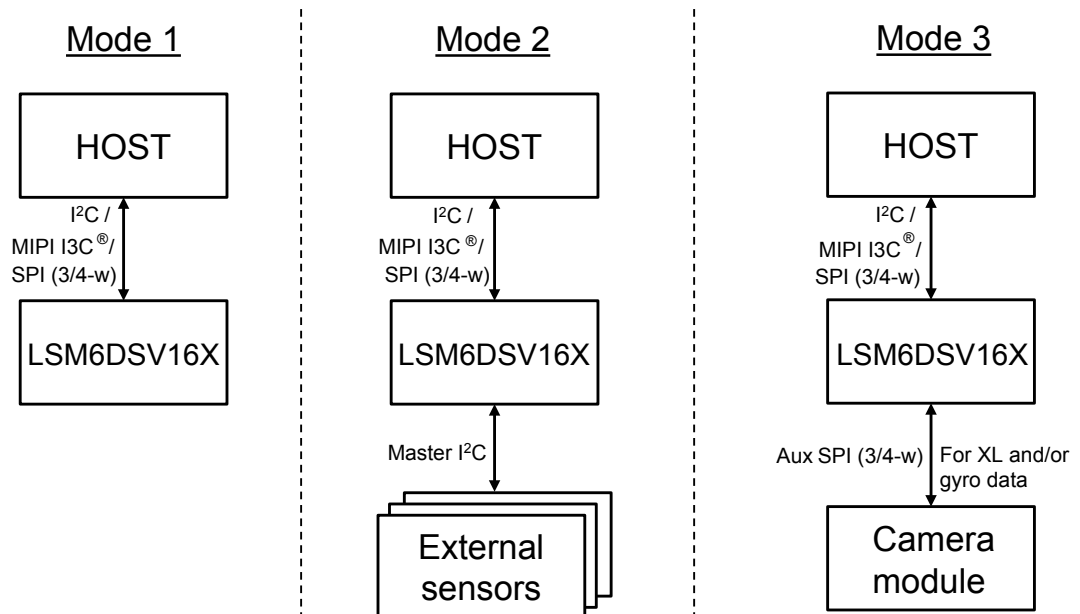 Mode 1
HOST
I²C /
MIPI I3C®/
SPI (3/4-w)
LSM6DSV16X
Mode 2
HOST
I²C /
MIPI I3C®/
SPI (3/4-w)
LSM6DSV16X
Master I²C
External
sensors
Mode 3
HOST
I²C /
MIPI I3C®/
SPI (3/4-w)
LSM6DSV16X
Aux SPI (3/4-w)
For XL and/or
gyro data
Camera
module